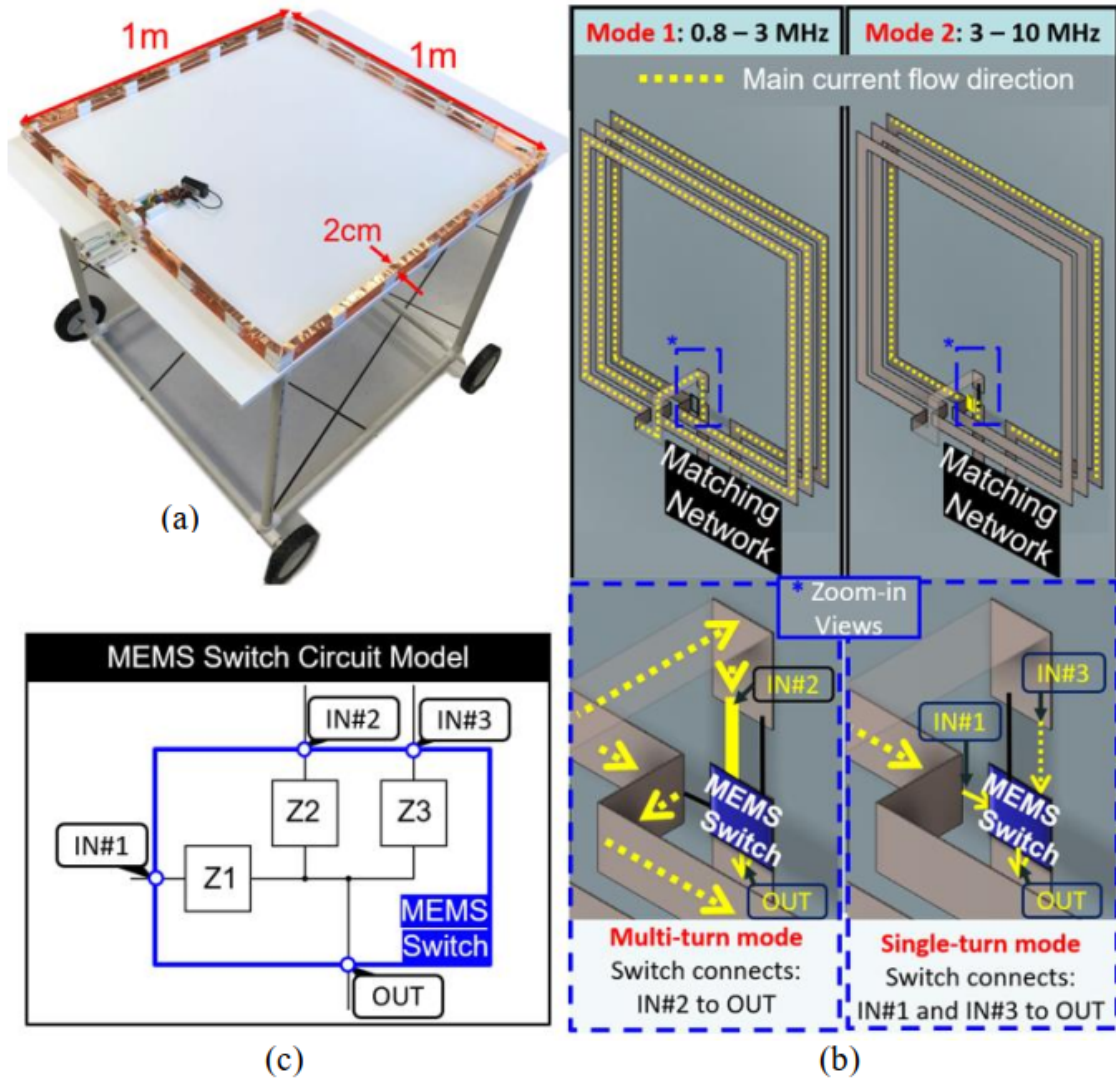 1m
1m
2cm
(a)
Mode 1: 0.8 – 3 MHz
Mode 2: 3 – 10 MHz
Main current flow direction
*
*
Matching
Network
Matching
Network
* Zoom-in
Views
IN#2
MEMS
Switch
OUT
Multi-turn mode
Switch connects:
IN#2 to OUT
IN#3
IN#1
MEMS
Switch
OUT
Single-turn mode
Switch connects:
IN#1 and IN#3 to OUT
(b)
MEMS Switch Circuit Model
IN#2
IN#3
Z2
Z3
IN#1
Z1
MEMS
Switch
OUT
(c)